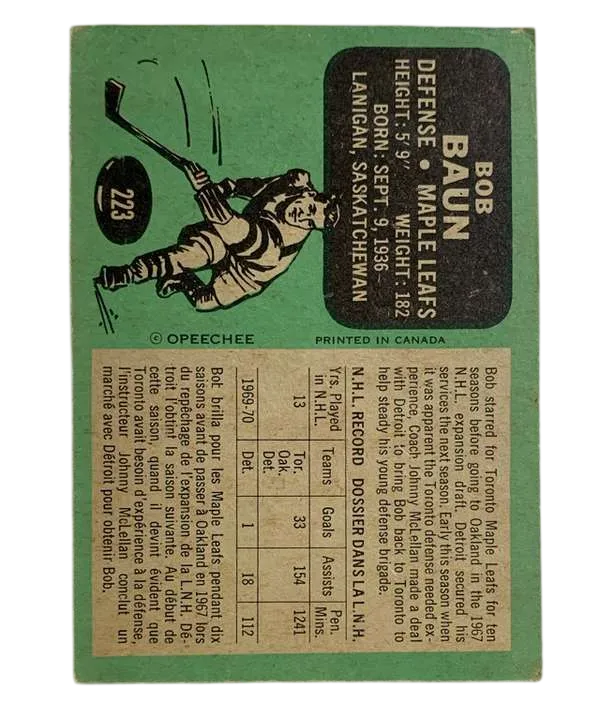 BOB
BAUN
DEFENSE • MAPLE LEAFS
HEIGHT: 5'9" WEIGHT: 182
BORN: SEPT. 9, 1936
LANIGAN, SASKATCHEWAN
223
© OPEECHEE
PRINTED IN CANADA
Bob starred for Toronto Maple Leafs for ten
seasons before going to Oakland in the 1967
N.H.L. expansion draft. Detroit secured his
services the next season. Early this season when
it was apparent the Toronto defense needed ex-
perience, Coach Johnny McLellan made a deal
with Detroit to bring Bob back to Toronto to
help steady his young defense brigade.
N.H.L. RECORD DOSSIER DANS LA L.N.H.
Yrs. Played in N.H.L. Teams Goals Assists Pen. Mins.
13 Tor. Oak. Det. 33 154 1241
1969-70 Det. 1 18 112
Bob brilla pour les Maple Leafs pendant dix
saisons avant de passer à Oakland en 1967 lors
du repêchage de l'expansion de la L.N.H. Dé-
troit l'obtint la saison suivante. Au début de
cette saison, quand il devint évident que
Toronto avait besoin d'expérience à la défense,
l'instructeur Johnny McLellan conclut un
marché avec Détroit pour obtenir Bob.